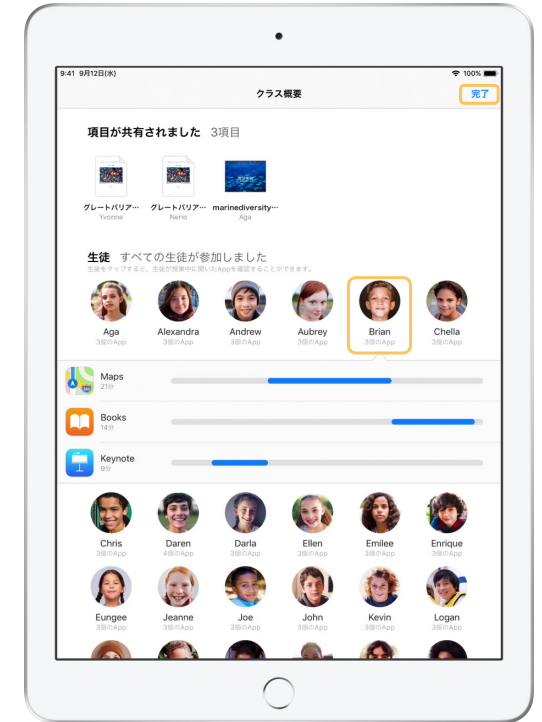 9:41 9月12日(水)
100%
クラス概要
完了
項目が共有されました 3項目
グレートバリア…
グレートバリア…
marinediversity…
Yvonne
Nerio
Aga
生徒 すべての生徒が参加しました
生徒をタップすると、生徒が授業中に開いたAppを確認することができます。
Aga
Alexandra
Andrew
Aubrey
Brian
Chella
3個のApp
3個のApp
3個のApp
3個のApp
3個のApp
3個のApp
Maps
21分
Books
14分
Keynote
9分
Chris
Daren
Darla
Ellen
Emilee
Enrique
3個のApp
4個のApp
3個のApp
3個のApp
3個のApp
3個のApp
Eungee
Jeanne
Joe
John
Kevin
Logan
3個のApp
3個のApp
3個のApp
3個のApp
3個のApp
3個のApp